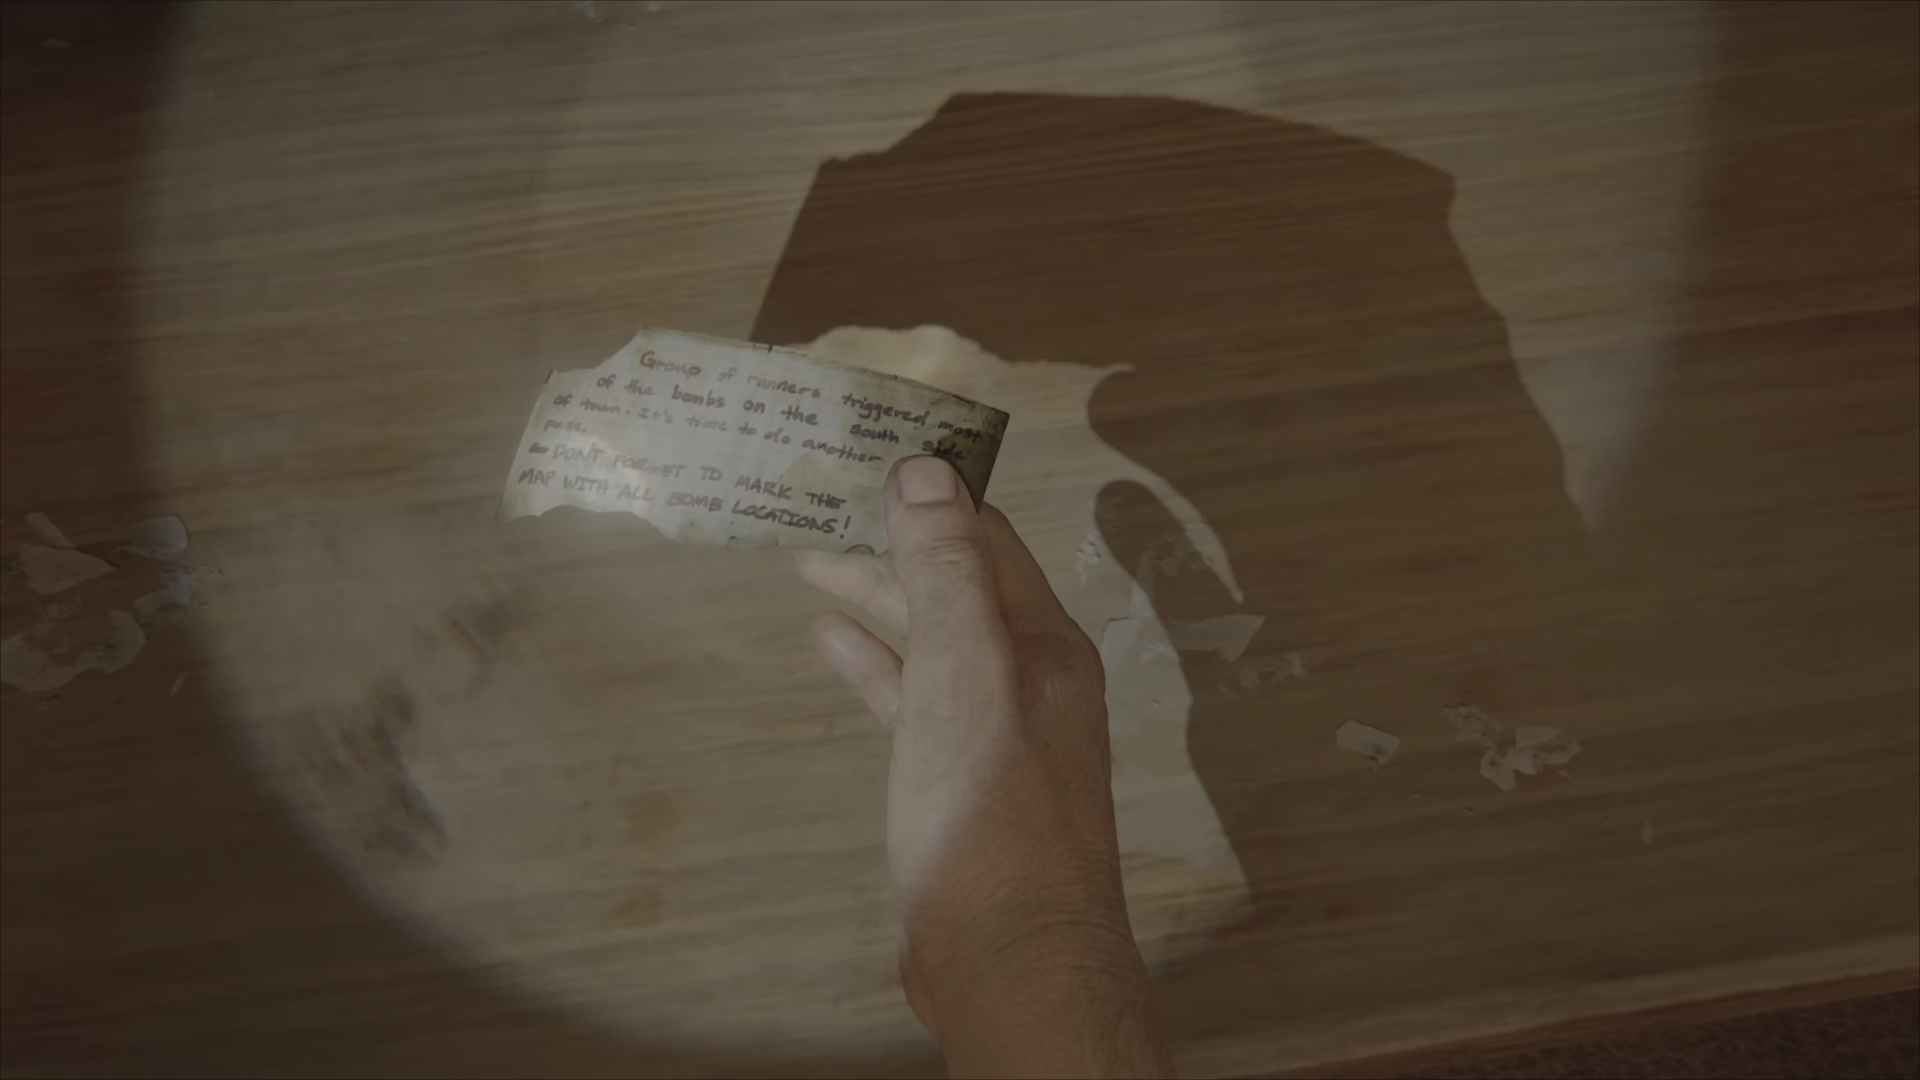 Group of runners triggered most
of the bombs on the south side
of town. It's time to do another
pass.
DON'T FORGET TO MARK THE
MAP WITH ALL BOMB LOCATIONS!